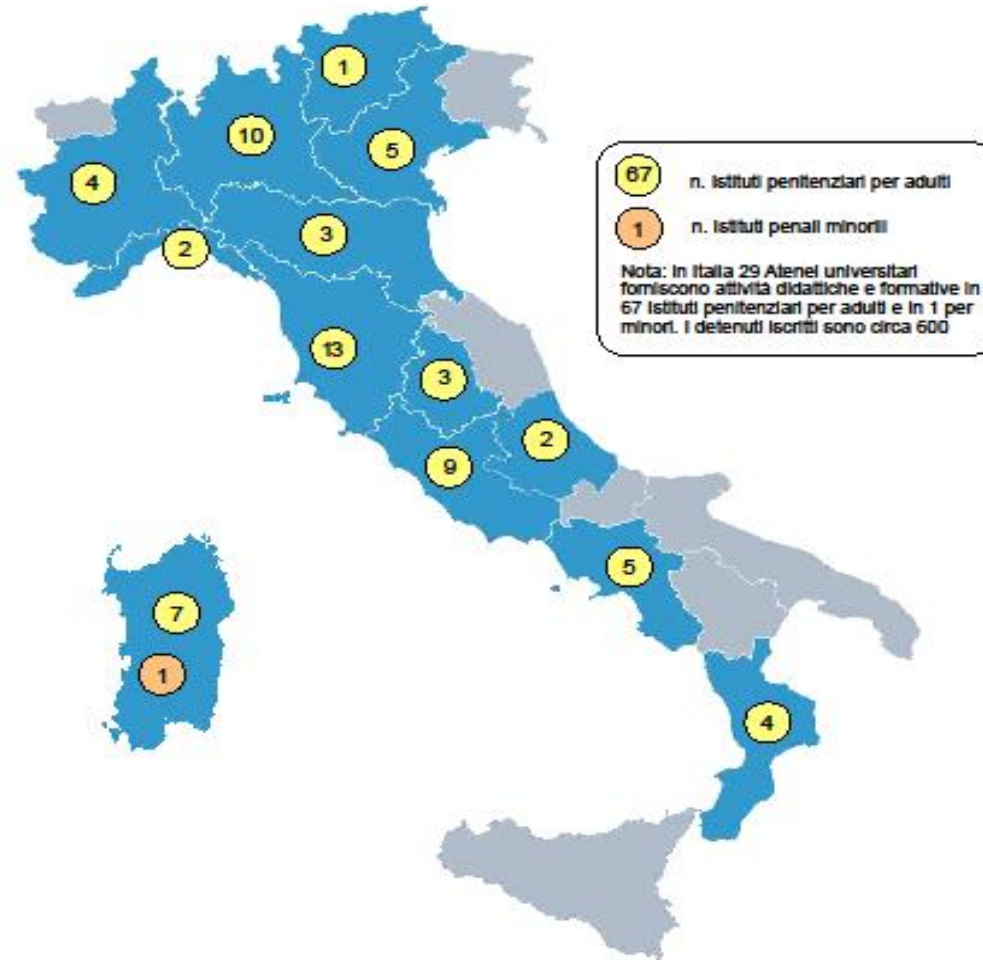 1
10
5
4
3
2
67 n. Istituti penitenziari per adulti
1 n. Istituti penali minorili
Nota: In Italia 29 Atenei universitari
forniscono attività didattiche e formative in
67 Istituti penitenziari per adulti e in 1 per
minori. I detenuti iscritti sono circa 600
13
3
2
9
5
7
1
4